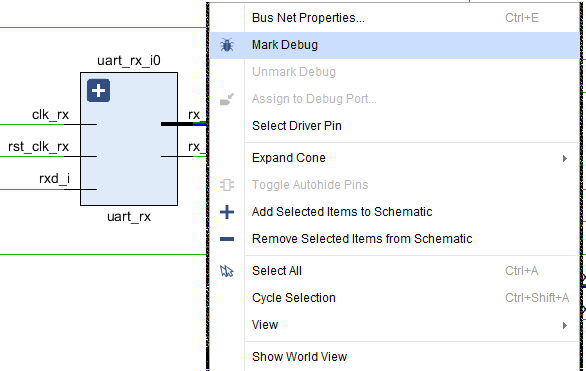 uart_rx_i0
clk_rx
rx_
rst_clk_rx
rx_
rxd_i
uart_rx
Bus Net Properties... Ctrl+E
Mark Debug
Unmark Debug
Assign to Debug Port...
Select Driver Pin
Expand Cone
Toggle Autohide Pins
Add Selected Items to Schematic
Remove Selected Items from Schematic
Select All Ctrl+A
Cycle Selection Ctrl+Shift+A
View
Show World View